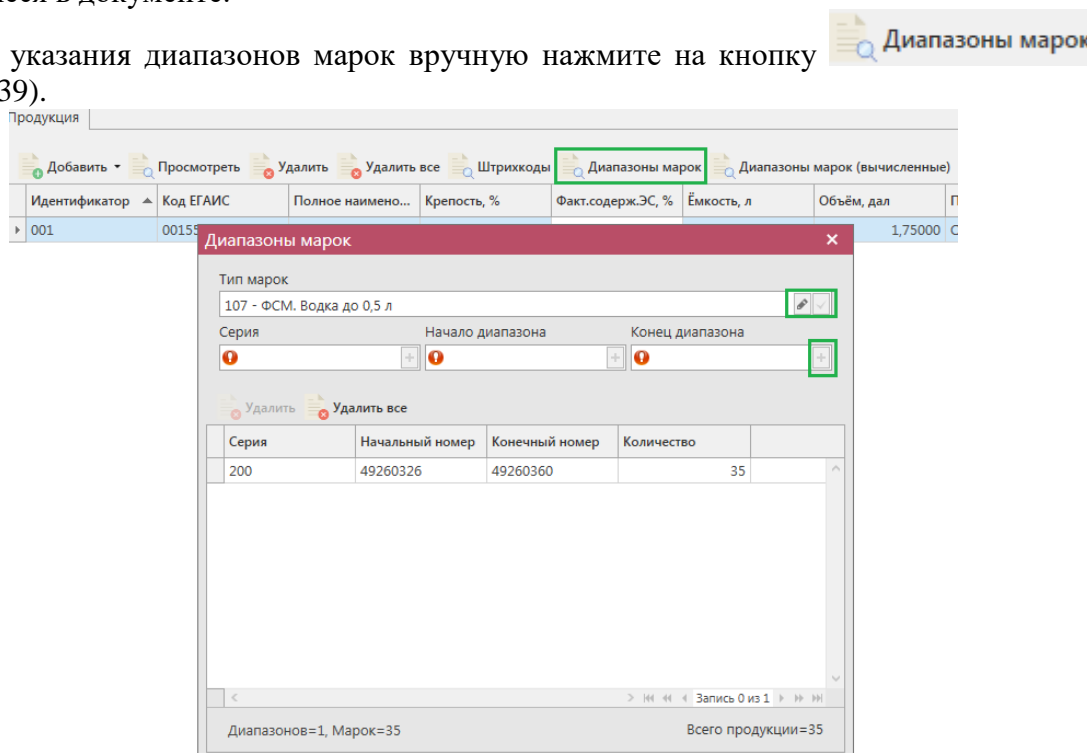 указания диапазонов марок вручную нажмите на кнопку Диапазоны марок
39).
Продукция
Добавить Просмотреть Удалить Удалить все Штрихкоды Диапазоны марок Диапазоны марок (вычисленные)
Идентификатор Код ЕГАИС Полное наимено... Крепость, % Факт.содерж.ЭС, % Ёмкость, л Объём, дал
001 00155 1,75000
Диапазоны марок
Тип марок
107 - ФСМ. Водка до 0,5 л
Серия Начало диапазона Конец диапазона
Удалить Удалить все
Серия Начальный номер Конечный номер Количество
200 49260326 49260360 35
Запись 0 из 1
Диапазонов=1, Марок=35 Всего продукции=35